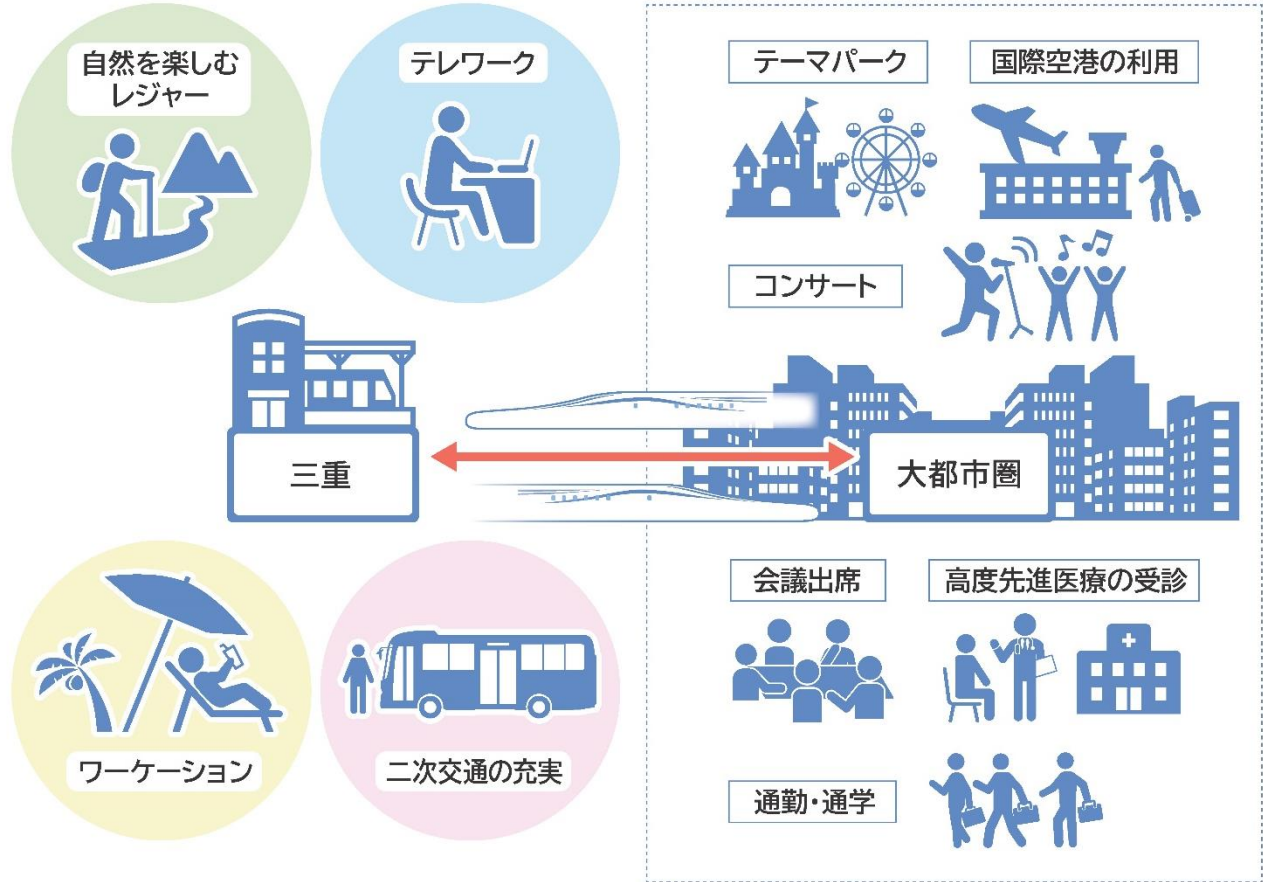 自然を楽しむ
レジャー
テレワーク
テーマパーク
国際空港の利用
コンサート
三重
大都市圏
ワーケーション
二次交通の充実
会議出席
高度先進医療の受診
通勤・通学